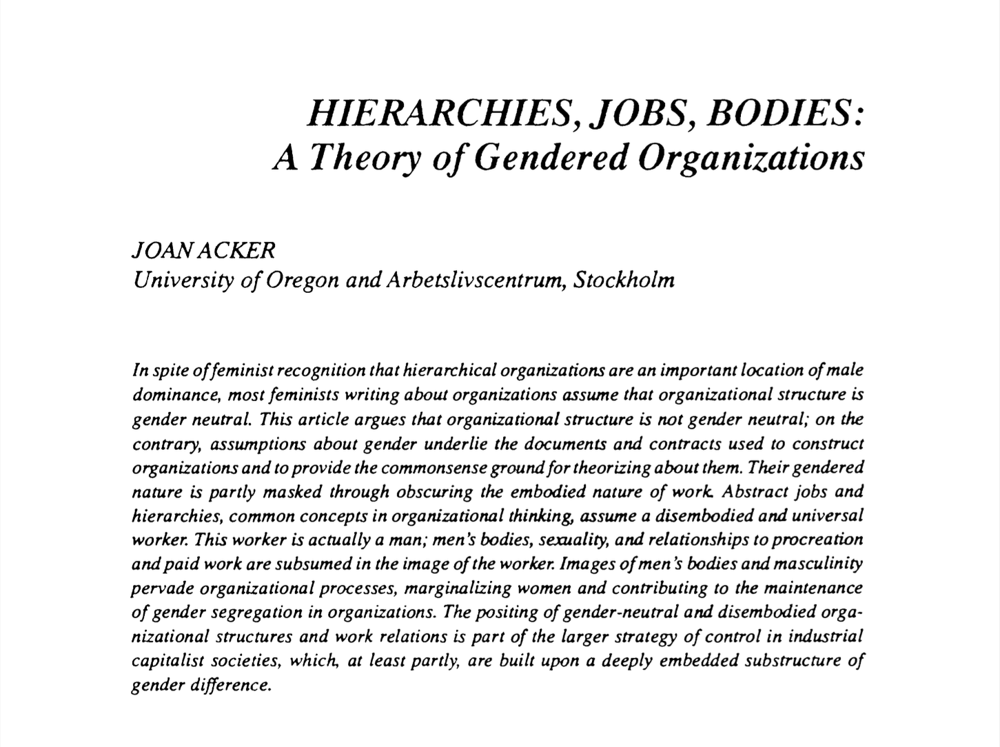 HIERARCHIES, JOBS, BODIES:
A Theory of Gendered Organizations
JOAN ACKER
University of Oregon and Arbetslivscentrum, Stockholm
In spite of feminist recognition that hierarchical organizations are an important location of male
dominance, most feminists writing about organizations assume that organizational structure is
gender neutral. This article argues that organizational structure is not gender neutral; on the
contrary, assumptions about gender underlie the documents and contracts used to construct
organizations and to provide the commonsense ground for theorizing about them. Their gendered
nature is partly masked through obscuring the embodied nature of work. Abstract jobs and
hierarchies, common concepts in organizational thinking, assume a disembodied and universal
worker. This worker is actually a man; men's bodies, sexuality, and relationships to procreation
and paid work are subsumed in the image of the worker. Images of men's bodies and masculinity
pervade organizational processes, marginalizing women and contributing to the maintenance
of gender segregation in organizations. The positing of gender-neutral and disembodied orga-
nizational structures and work relations is part of the larger strategy of control in industrial
capitalist societies, which, at least partly, are built upon a deeply embedded substructure of
gender difference.